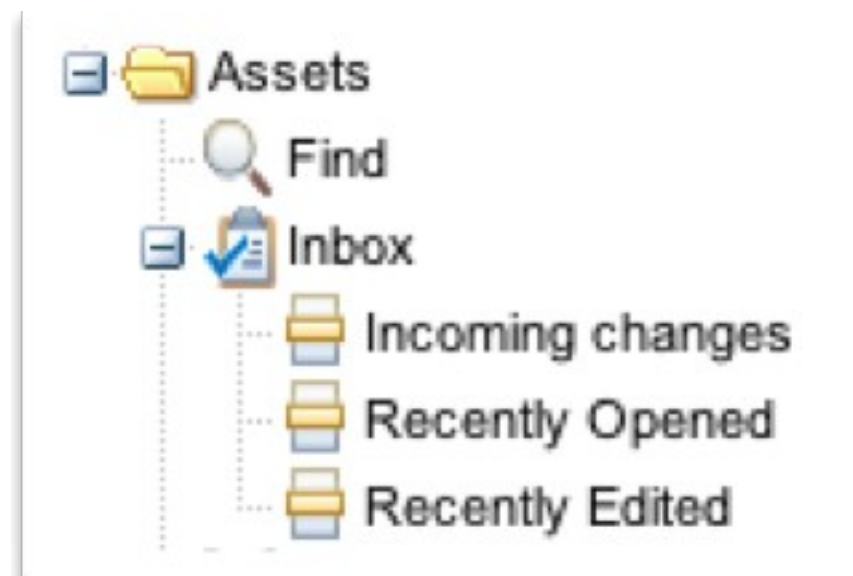 Assets
Find
Inbox
Incoming changes
Recently Opened
Recently Edited